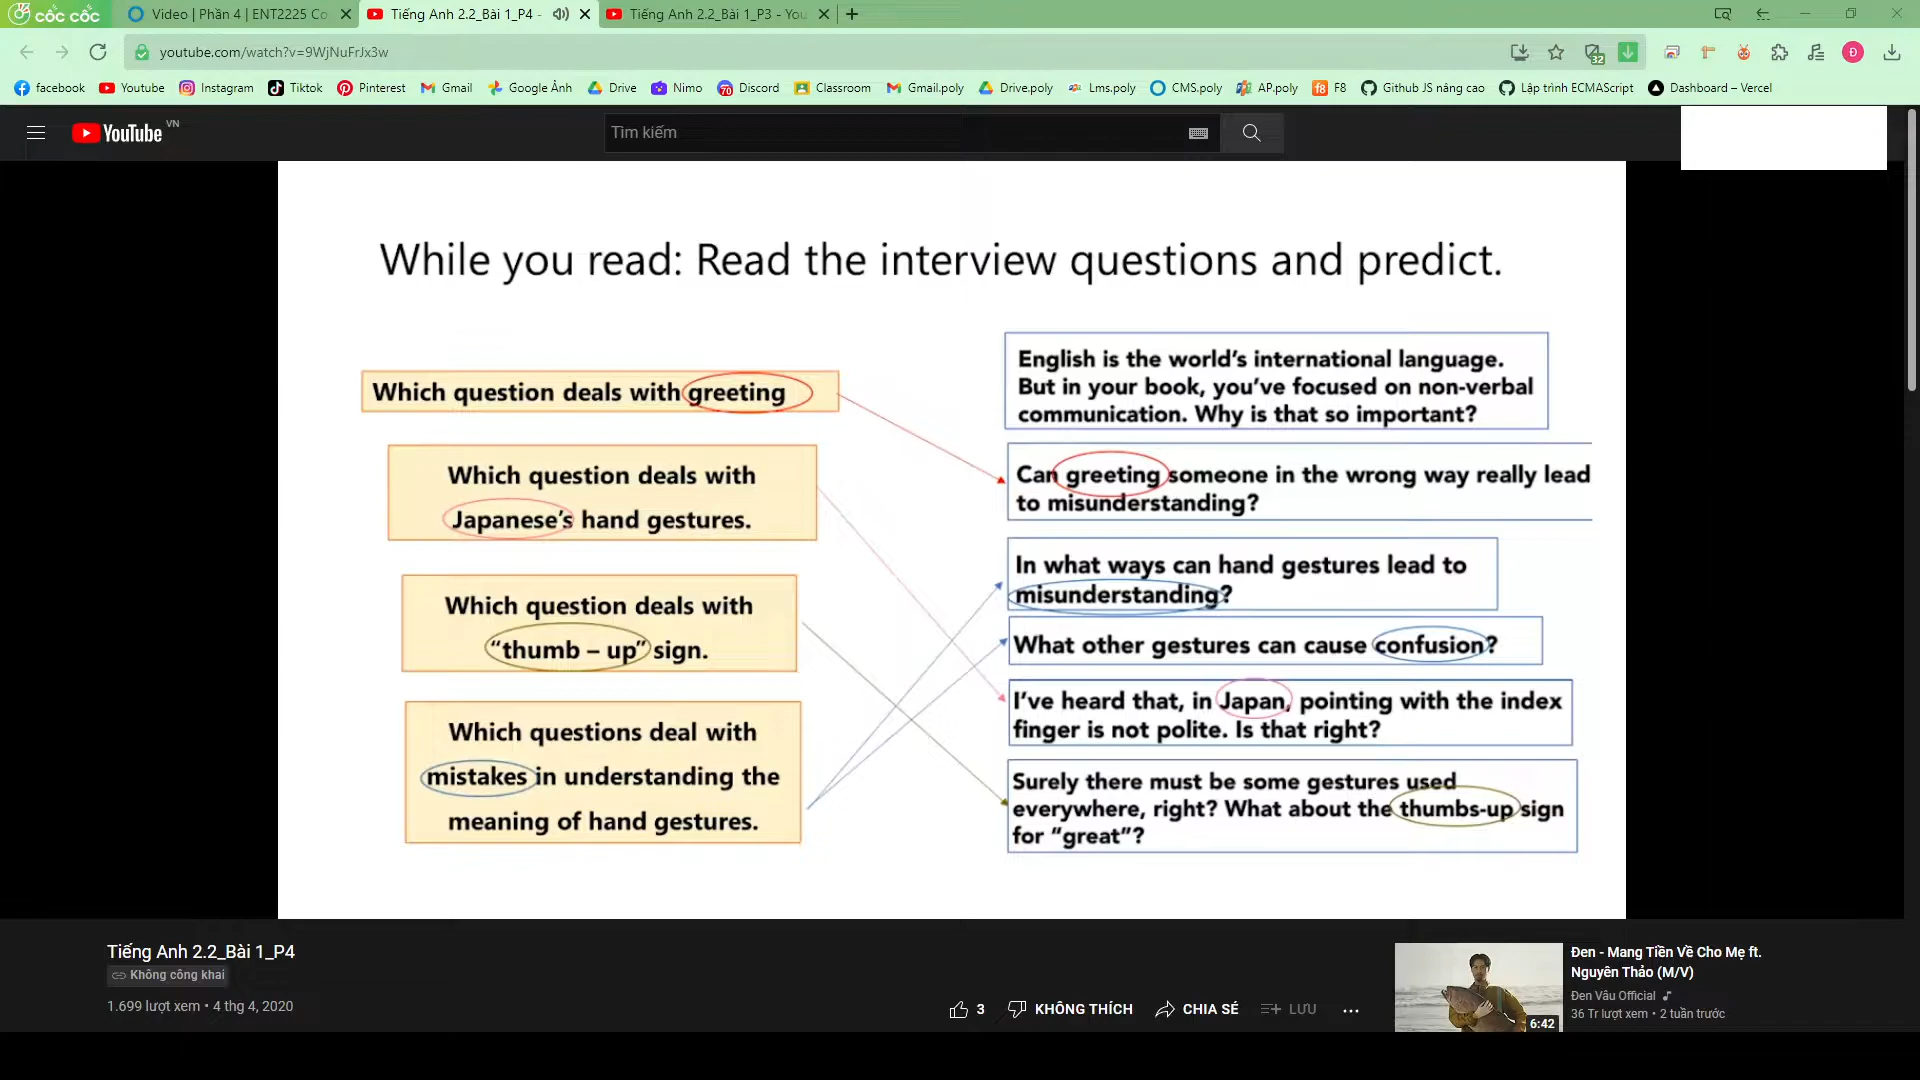 cốc cốc
Video | Phần 4 | ENT2225 Co
Tiếng Anh 2.2_Bài 1_P4 -
Tiếng Anh 2.2_Bài 1_P3 - You
youtube.com/watch?v=9WjNuFrJx3w
32
Đ
facebook
Youtube
Instagram
Tiktok
Pinterest
Gmail
Google Ảnh
Drive
Nimo
70 Discord
Classroom
Gmail.poly
Drive.poly
Lms.poly
CMS.poly
AP.poly
f8 F8
Github JS nâng cao
Lập trình ECMAScript
Dashboard – Vercel
YouTube VN
Tìm kiếm
While you read: Read the interview questions and predict.
Which question deals with greeting
Which question deals with
Japanese’s hand gestures.
Which question deals with
“thumb – up” sign.
Which questions deal with
mistakes in understanding the
meaning of hand gestures.
English is the world’s international language.
But in your book, you’ve focused on non-verbal
communication. Why is that so important?
Can greeting someone in the wrong way really lead
to misunderstanding?
In what ways can hand gestures lead to
misunderstanding?
What other gestures can cause confusion?
I’ve heard that, in Japan, pointing with the index
finger is not polite. Is that right?
Surely there must be some gestures used
everywhere, right? What about the thumbs-up sign
for “great”?
Tiếng Anh 2.2_Bài 1_P4
Không công khai
1.699 lượt xem • 4 thg 4, 2020
3
KHÔNG THÍCH
CHIA SẺ
LƯU
6:42
Đen - Mang Tiền Về Cho Mẹ ft.
Nguyên Thảo (M/V)
Đen Vâu Official
36 Tr lượt xem • 2 tuần trước